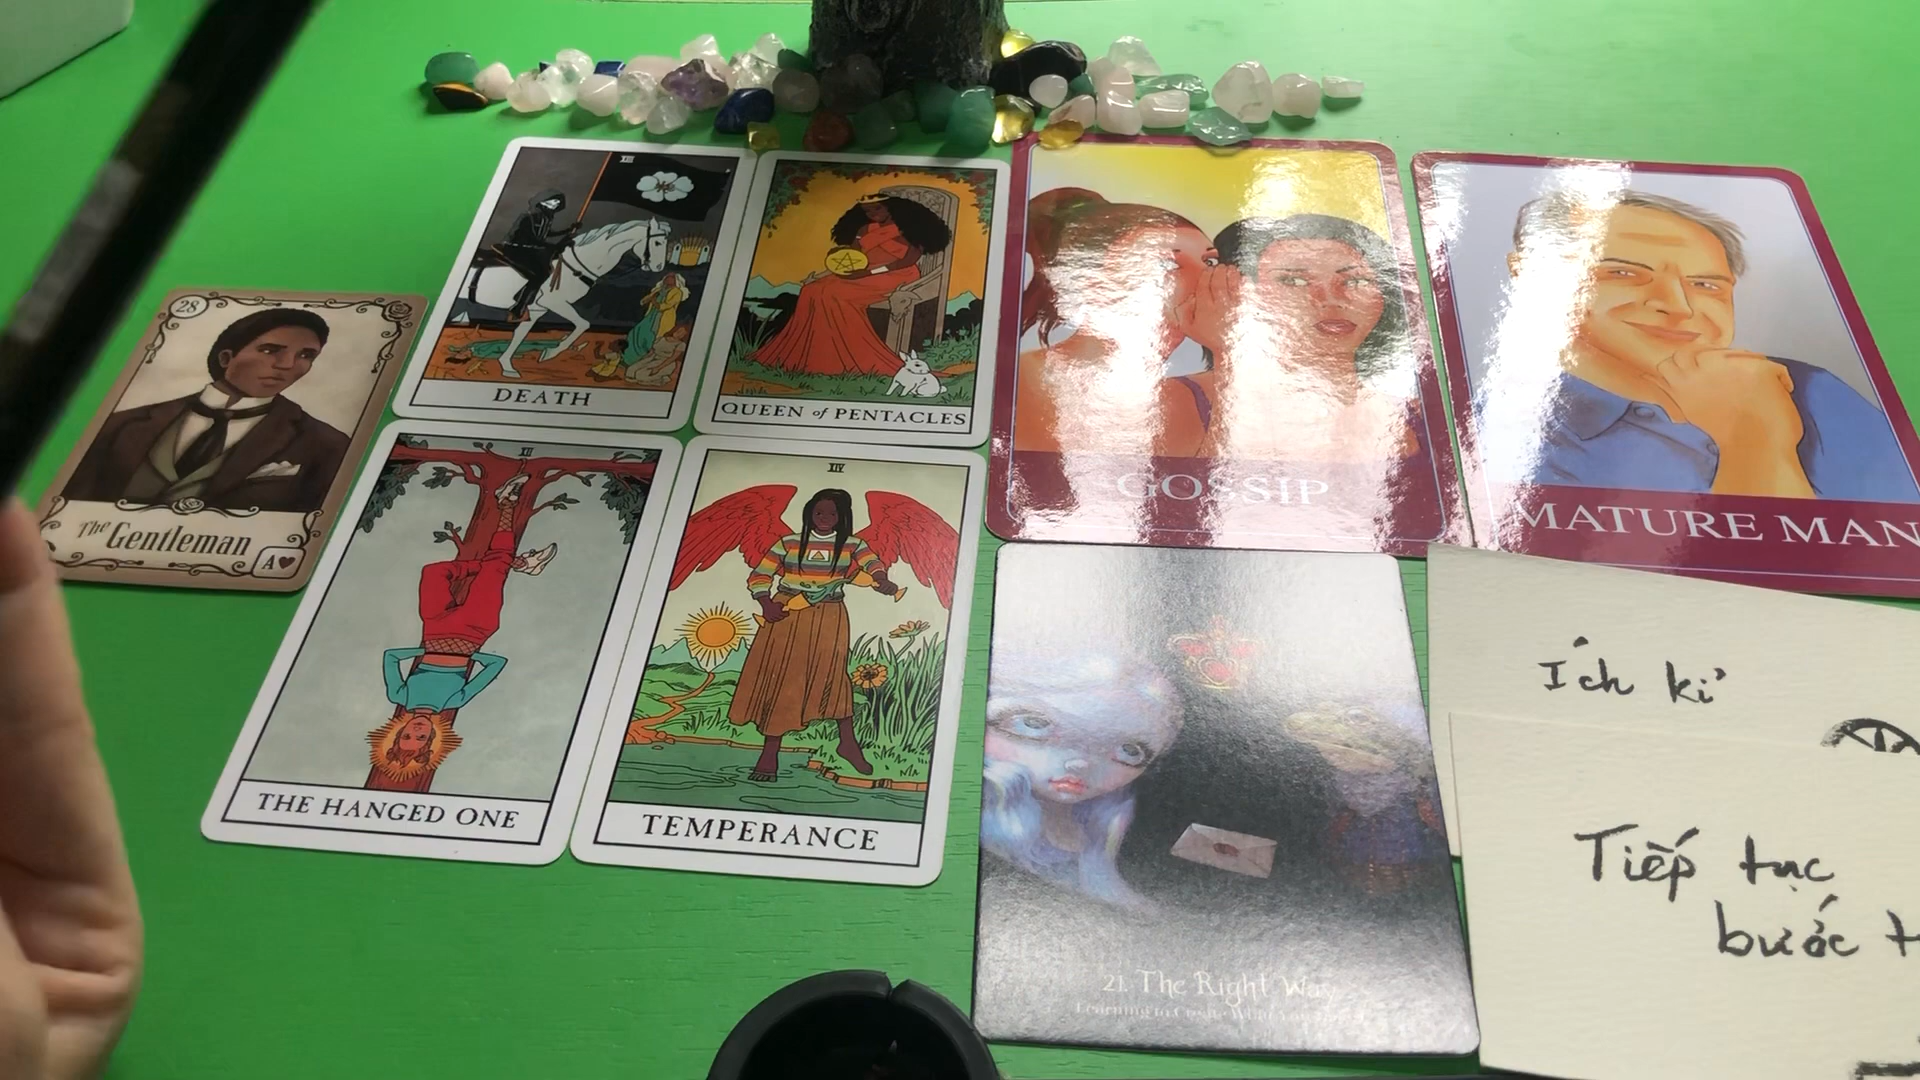 28
The Gentleman
A♥
XIII
DEATH
QUEEN of PENTACLES
XII
THE HANGED ONE
XIV
TEMPERANCE
GOSSIP
MATURE MAN
21. The Right Way
Ích kỉ
Tiếp tục
bước